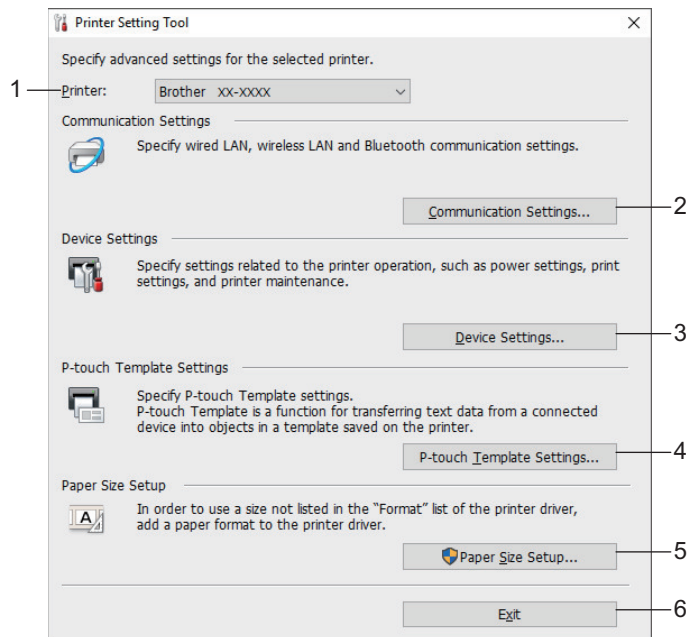 Printer Setting Tool
Specify advanced settings for the selected printer.
1
Printer: Brother XX-XXXX
Communication Settings
Specify wired LAN, wireless LAN and Bluetooth communication settings.
Communication Settings... 2
Device Settings
Specify settings related to the printer operation, such as power settings, print
settings, and printer maintenance.
Device Settings... 3
P-touch Template Settings
Specify P-touch Template settings.
P-touch Template is a function for transferring text data from a connected
device into objects in a template saved on the printer.
P-touch Template Settings... 4
Paper Size Setup
A
In order to use a size not listed in the “Format” list of the printer driver,
add a paper format to the printer driver.
Paper Size Setup... 5
Exit 6